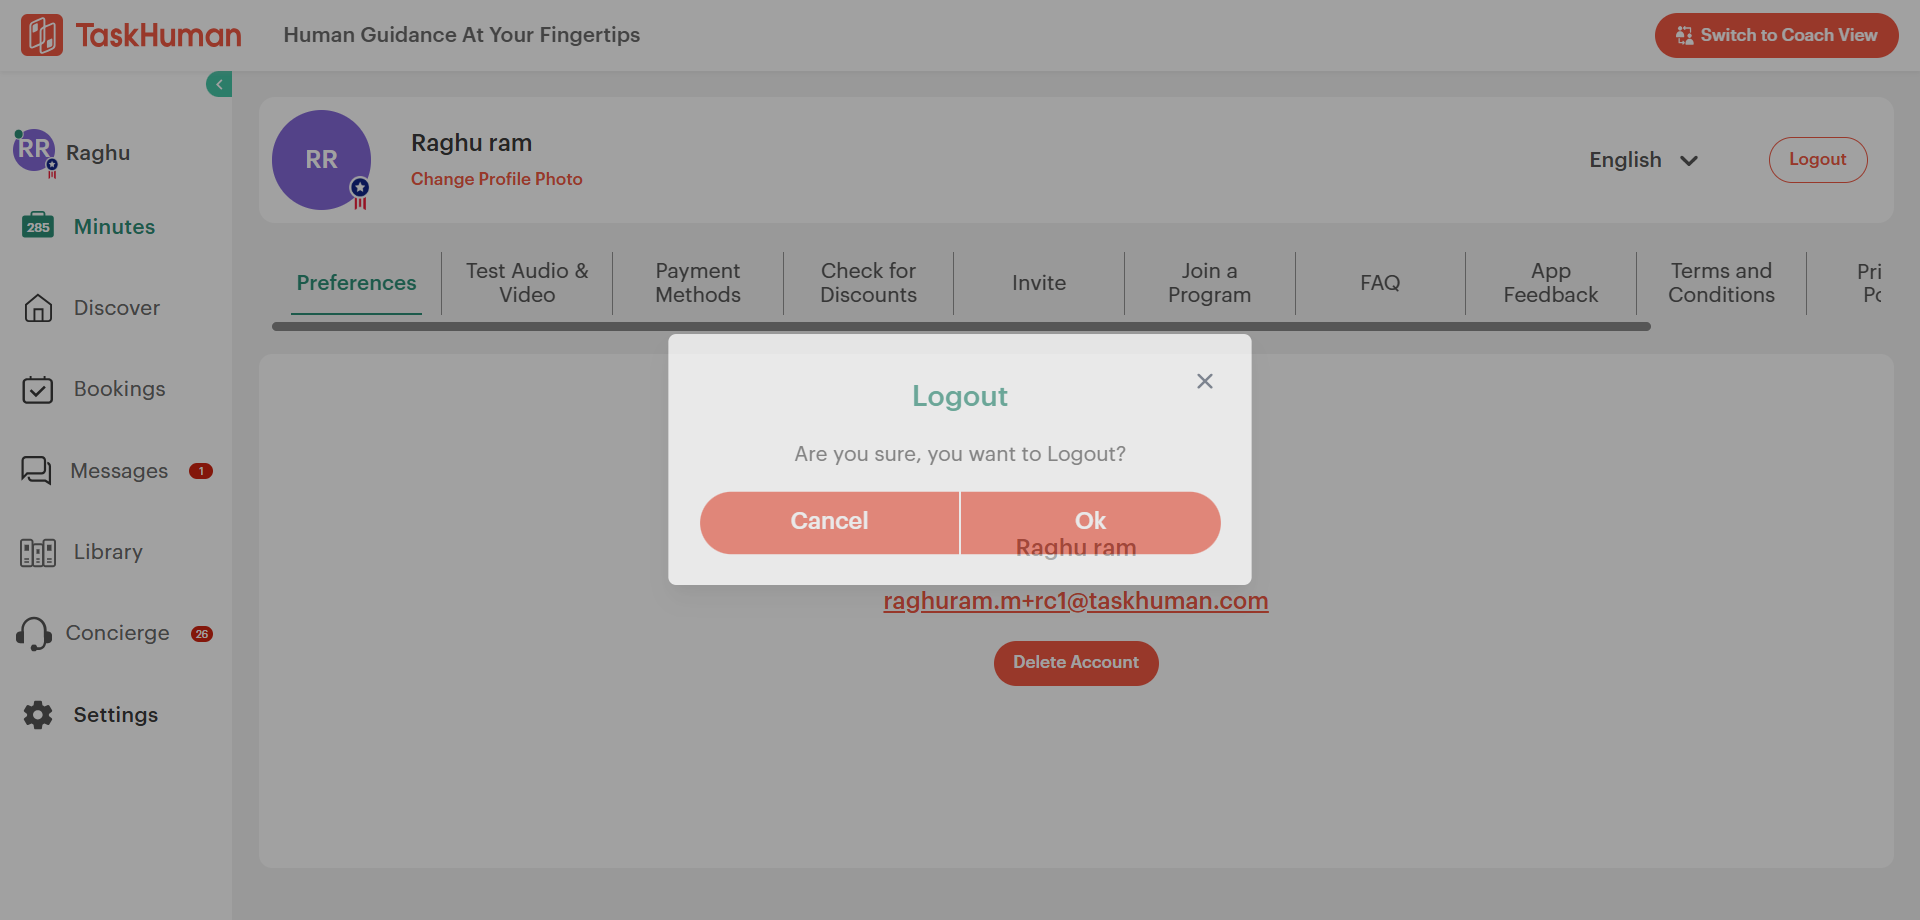 TaskHuman
Human Guidance At Your Fingertips
Switch to Coach View
RR
Raghu
285
Minutes
Discover
Bookings
Messages
1
Library
Concierge
26
Settings
RR
Raghu ram
Change Profile Photo
English
Logout
Preferences
Test Audio &
Video
Payment
Methods
Check for
Discounts
Invite
Join a
Program
FAQ
App
Feedback
Terms and
Conditions
Pri
Po
Logout
Are you sure, you want to Logout?
Cancel
Ok
Raghu ram
raghuram.m+rc1@taskhuman.com
Delete Account